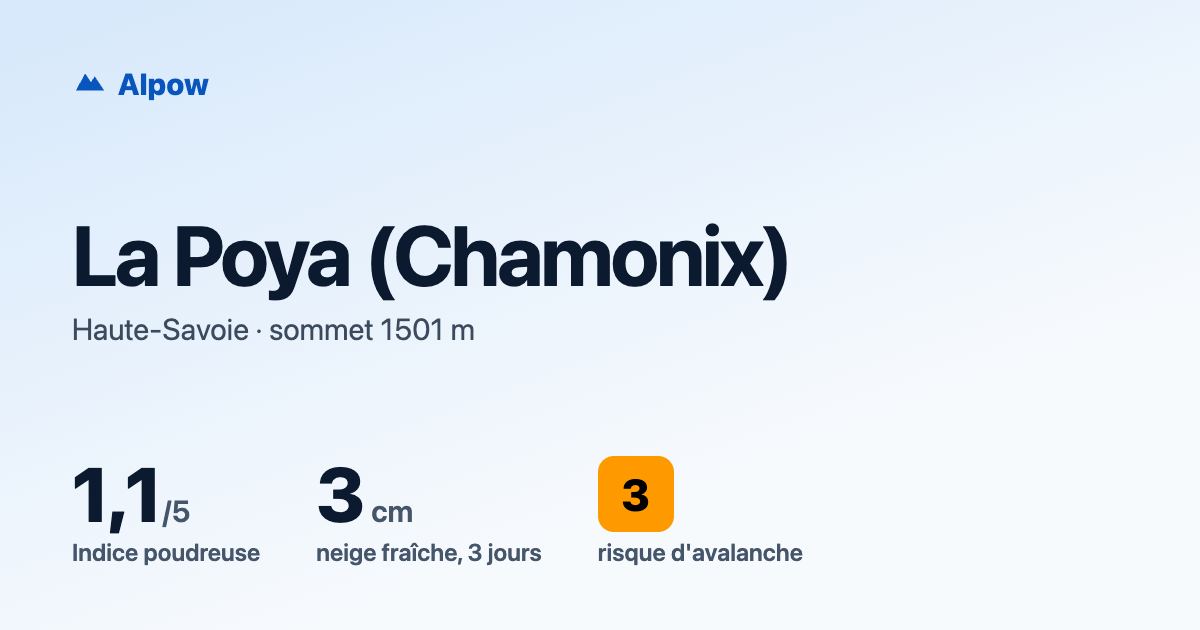 Alpow
La Poya (Chamonix)
Haute-Savoie · sommet 1501 m
1,1/5
Indice poudreuse
3 cm
neige fraîche, 3 jours
3
risque d'avalanche